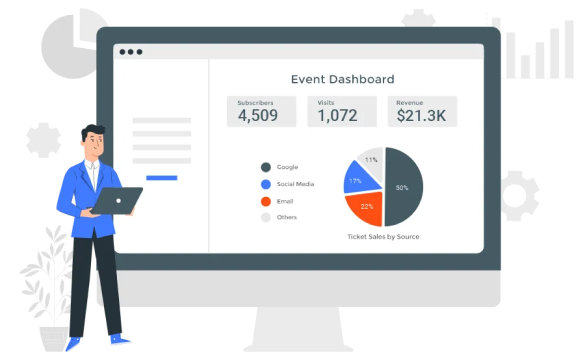 Event Dashboard
Subscribers
4,509
Visits
1,072
Revenue
$21.3K
Google
Social Media
Email
Others
11%
17%
50%
22%
Ticket Sales by Source